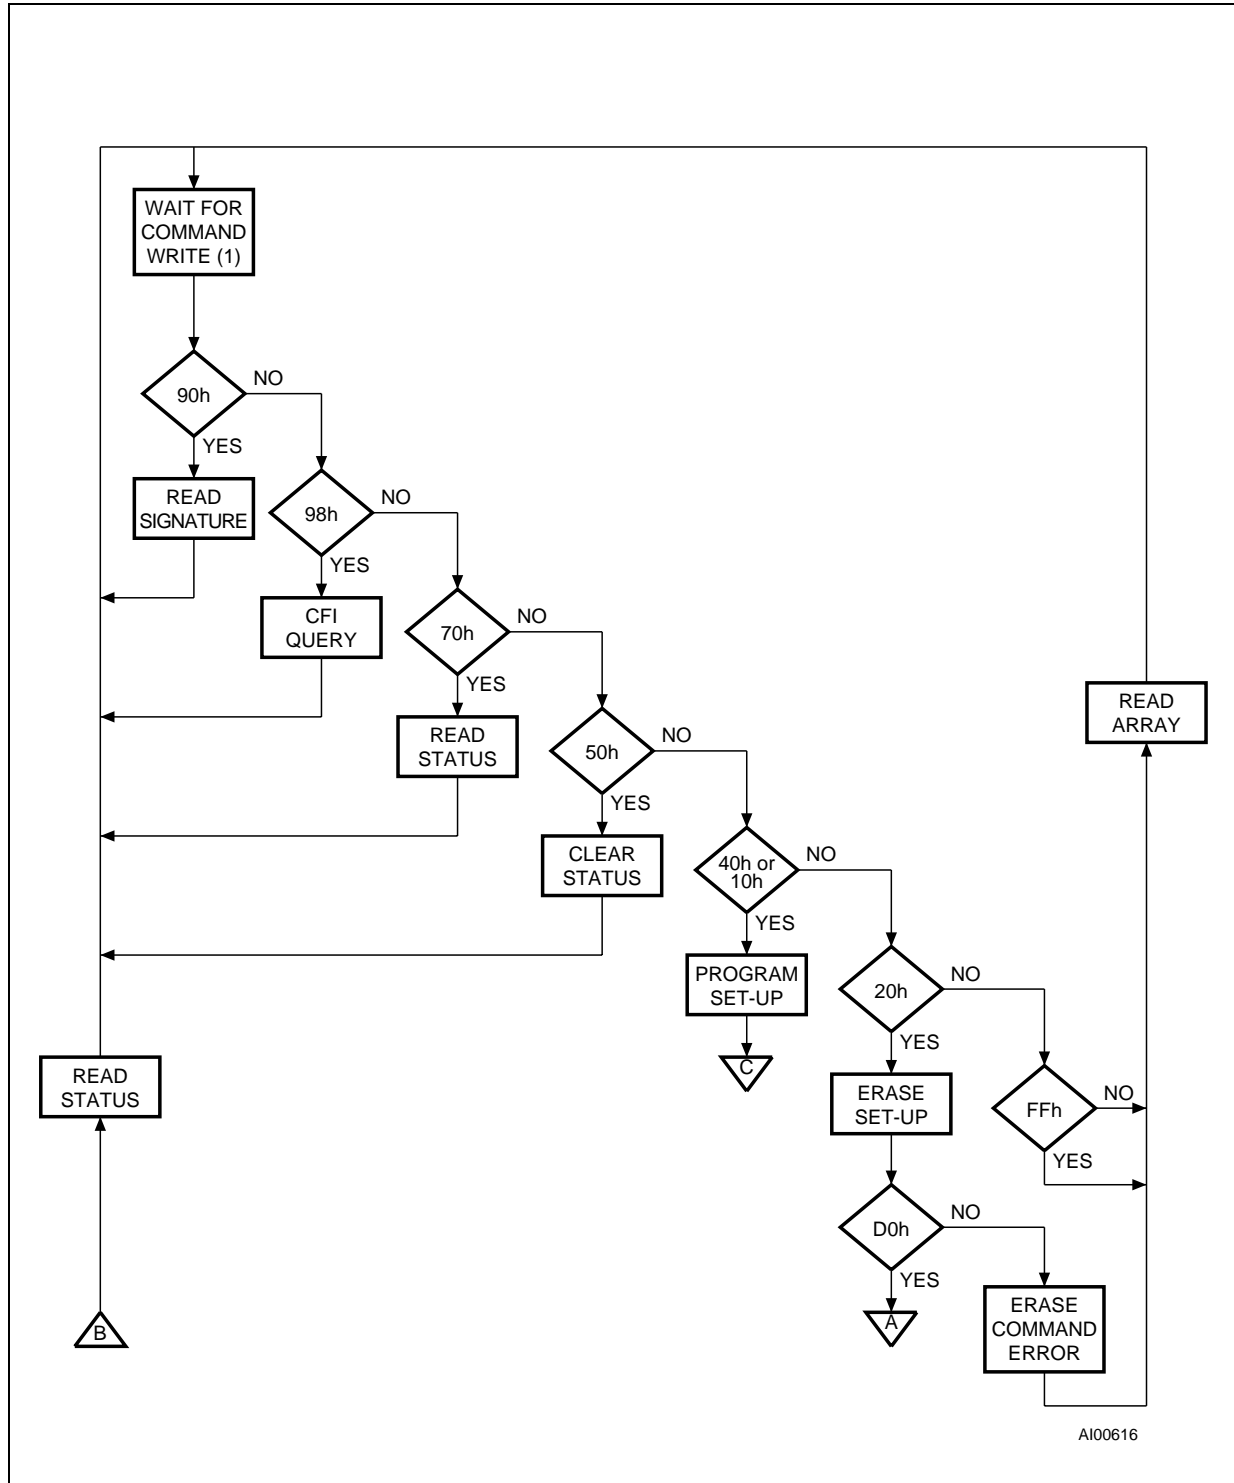 WAIT FOR
COMMAND
WRITE (1)
90h
NO
YES
READ
SIGNATURE
98h
NO
YES
CFI
QUERY
70h
NO
YES
READ
STATUS
50h
NO
YES
CLEAR
STATUS
READ
ARRAY
40h or
10h
NO
YES
PROGRAM
SET-UP
C
20h
NO
YES
ERASE
SET-UP
FFh
NO
YES
READ
STATUS
D0h
NO
YES
A
ERASE
COMMAND
ERROR
B
AI00616